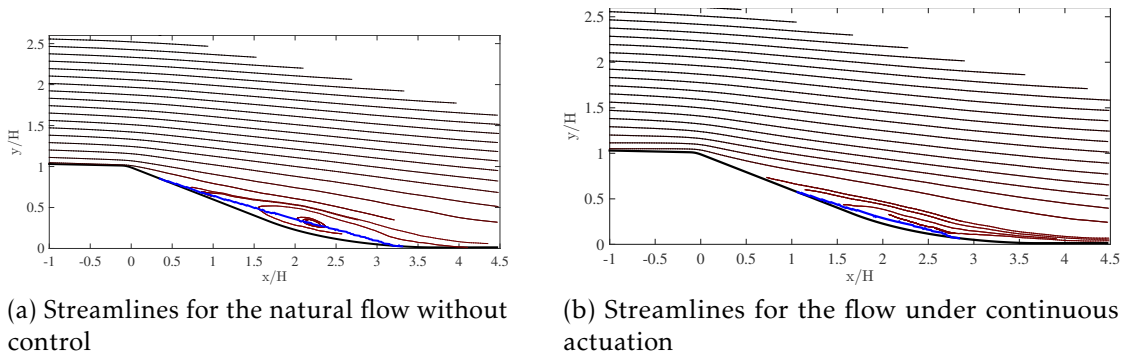 2.5
2
1.5
1
0.5
0
y/H
-1 -0.5 0 0.5 1 1.5 2 2.5 3 3.5 4 4.5
x/H
(a) Streamlines for the natural flow without
control
2.5
2
1.5
1
0.5
0
y/H
-1 -0.5 0 0.5 1 1.5 2 2.5 3 3.5 4 4.5
x/H
(b) Streamlines for the flow under continuous
actuation